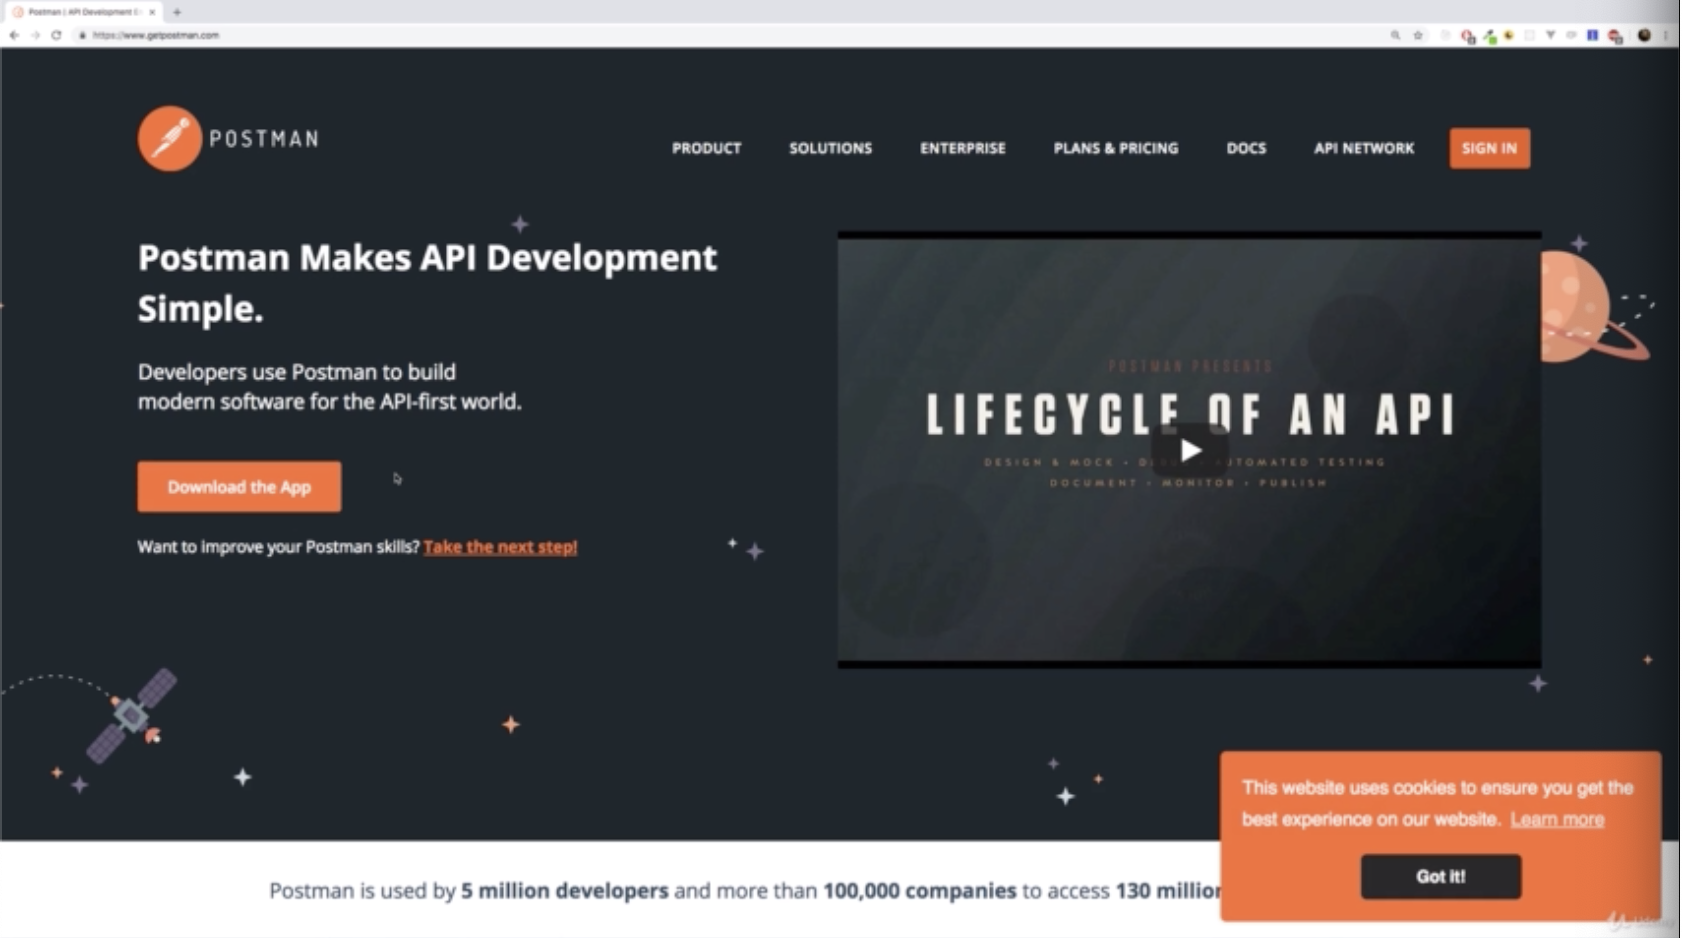 Postman | API Development E
https://www.getpostman.com
POSTMAN
PRODUCT SOLUTIONS ENTERPRISE PLANS & PRICING DOCS API NETWORK SIGN IN
Postman Makes API Development
Simple.
Developers use Postman to build
modern software for the API-first world.
Download the App
Want to improve your Postman skills? Take the next step!
POSTMAN PRESENTS
LIFECYCLE OF AN API
DESIGN & MOCK • AUTOMATED TESTING
DOCUMENT • MONITOR • PUBLISH
This website uses cookies to ensure you get the
best experience on our website. Learn more
Got it!
Postman is used by 5 million developers and more than 100,000 companies to access 130 million
Udemy